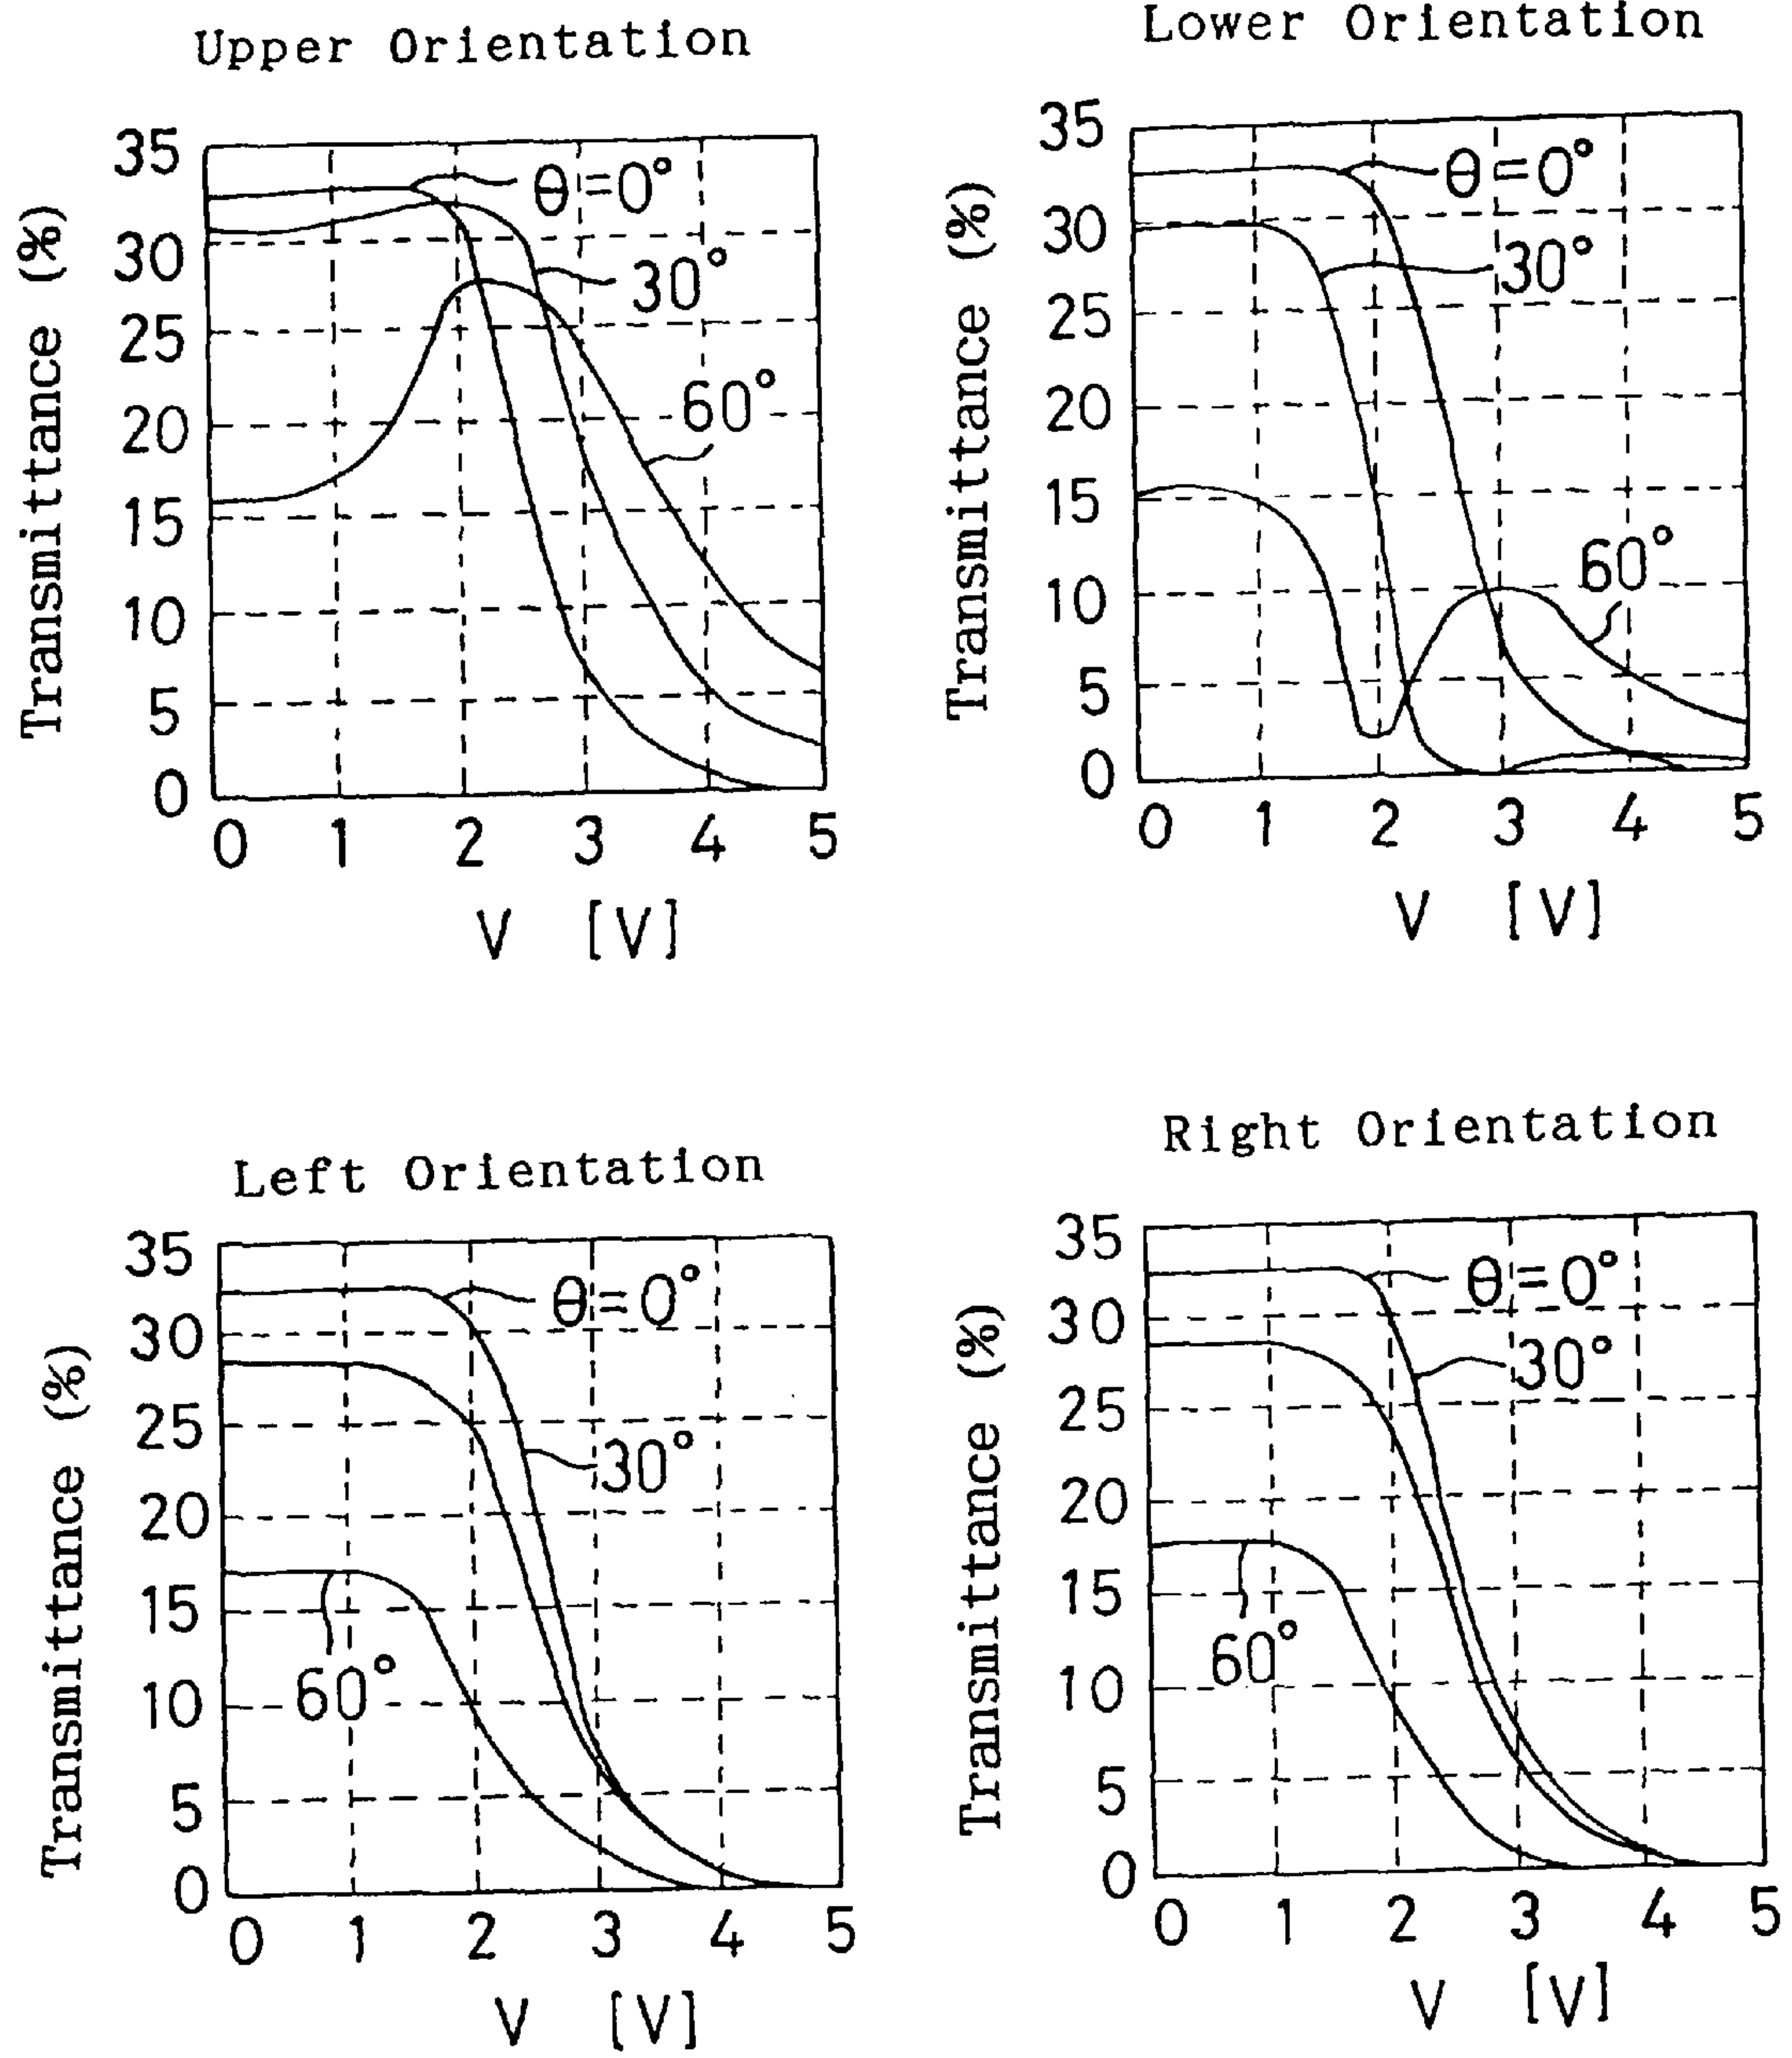 Upper Orientation
Transmittance (%)
35
30
25
20
15
10
5
0
θ=0°
30°
60°
0 1 2 3 4 5
V [V]
Lower Orientation
Transmittance (%)
35
30
25
20
15
10
5
0
θ=0°
30°
60°
0 1 2 3 4 5
V [V]
Left Orientation
Transmittance (%)
35
30
25
20
15
10
5
0
θ=0°
30°
60°
0 1 2 3 4 5
V [V]
Right Orientation
Transmittance (%)
35
30
25
20
15
10
5
0
θ=0°
30°
60°
0 1 2 3 4 5
V [V]